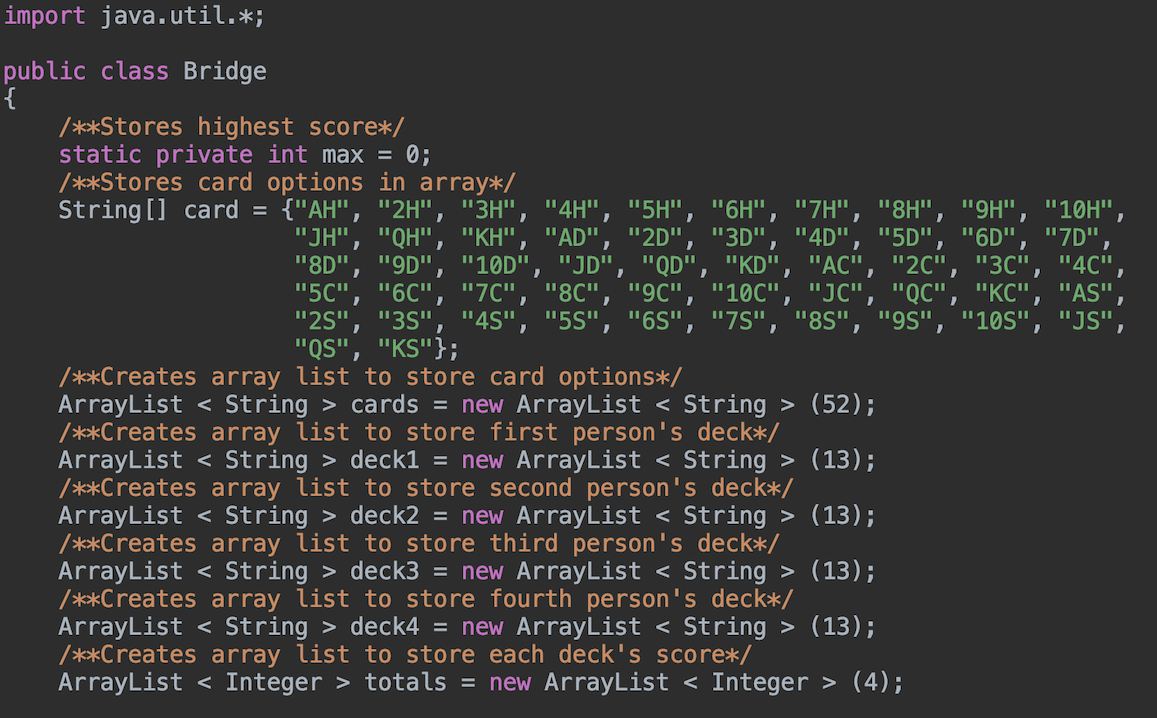 import java.util.*;
public class Bridge
{
/**Stores highest score*/
static private int max = 0;
/**Stores card options in array*/
String[] card = {"AH", "2H", "3H", "4H", "5H", "6H", "7H", "8H", "9H", "10H",
"JH", "QH", "KH", "AD", "2D", "3D", "4D", "5D", "6D", "7D",
"8D", "9D", "10D", "JD", "QD", "KD", "AC", "2C", "3C", "4C",
"5C", "6C", "7C", "8C", "9C", "10C", "JC", "QC", "KC", "AS",
"2S", "3S", "4S", "5S", "6S", "7S", "8S", "9S", "10S", "JS",
"QS", "KS"};
/**Creates array list to store card options*/
ArrayList < String > cards = new ArrayList < String > (52);
/**Creates array list to store first person's deck*/
ArrayList < String > deck1 = new ArrayList < String > (13);
/**Creates array list to store second person's deck*/
ArrayList < String > deck2 = new ArrayList < String > (13);
/**Creates array list to store third person's deck*/
ArrayList < String > deck3 = new ArrayList < String > (13);
/**Creates array list to store fourth person's deck*/
ArrayList < String > deck4 = new ArrayList < String > (13);
/**Creates array list to store each deck's score*/
ArrayList < Integer > totals = new ArrayList < Integer > (4);